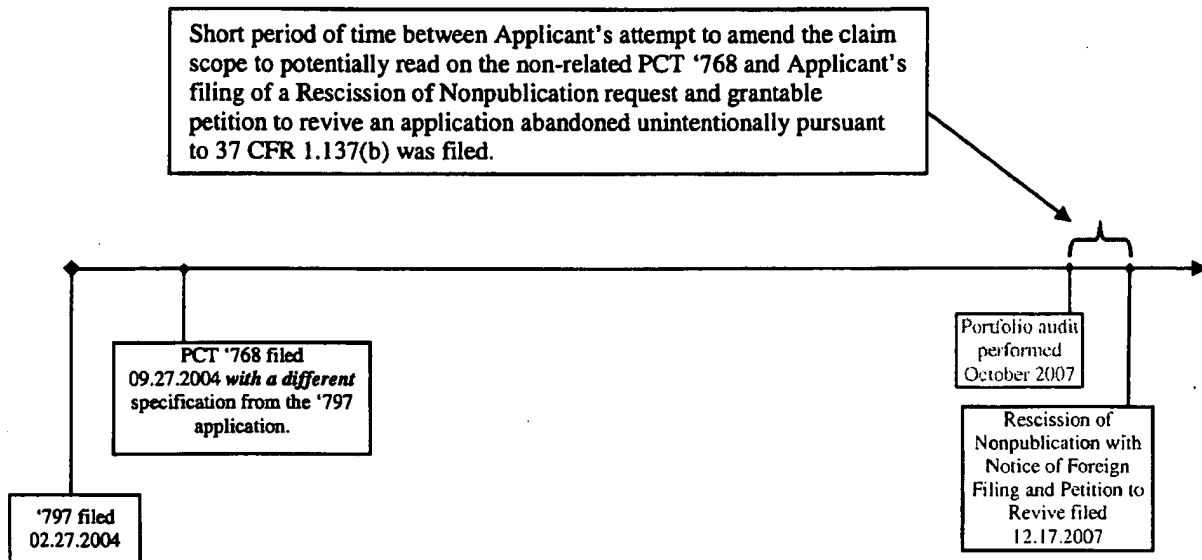 Short period of time between Applicant's attempt to amend the claim
scope to potentially read on the non-related PCT '768 and Applicant's
filing of a Rescission of Nonpublication request and grantable
petition to revive an application abandoned unintentionally pursuant
to 37 CFR 1.137(b) was filed.
PCT '768 filed
09.27.2004 with a different
specification from the '797
application.
'797 filed
02.27.2004
Portfolio audit
performed
October 2007
Rescission of
Nonpublication with
Notice of Foreign
Filing and Petition to
Revive filed
12.17.2007